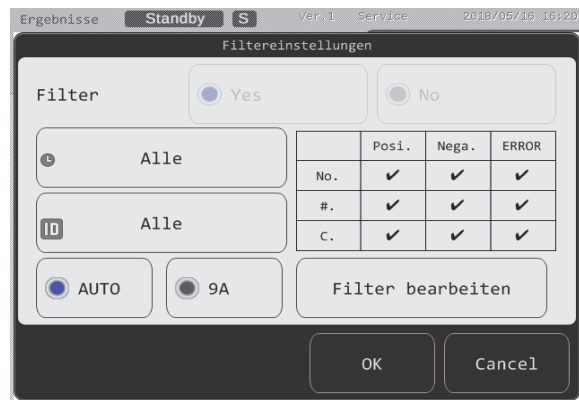 Ergebnisse Standby S Ver.1 Service 2018/05/16 16:20
Filtereinstellungen
Filter Yes No
Alle
Posi. Nega. ERROR
No. ✔ ✔ ✔
ID Alle
#. ✔ ✔ ✔
C. ✔ ✔ ✔
AUTO 9A Filter bearbeiten
OK Cancel